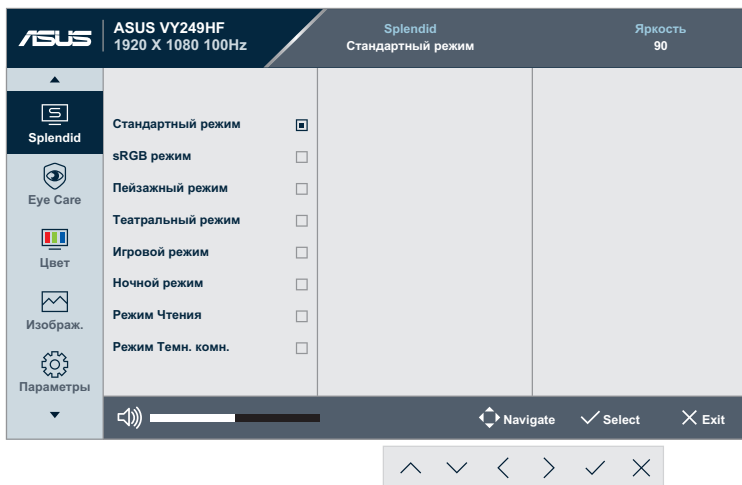 ASUS
ASUS VY249HF
1920 X 1080 100Hz
Splendid
Стандартный режим
Яркость
90
Splendid
Eye Care
Цвет
Изображ.
Параметры
Стандартный режим
sRGB режим
Пейзажный режим
Театральный режим
Игровой режим
Ночной режим
Режим Чтения
Режим Темн. комн.
Navigate
Select
Exit